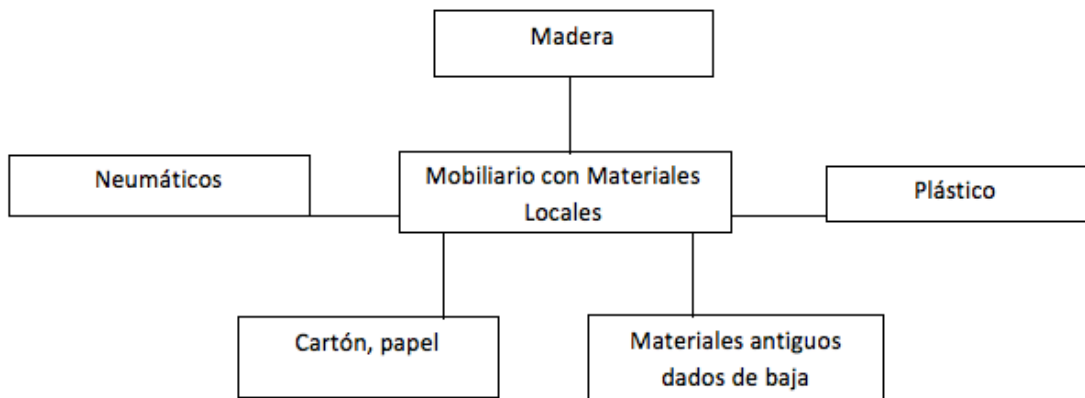 Madera
Neumáticos
Mobiliario con Materiales
Locales
Plástico
Cartón, papel
Materiales antiguos
dados de baja